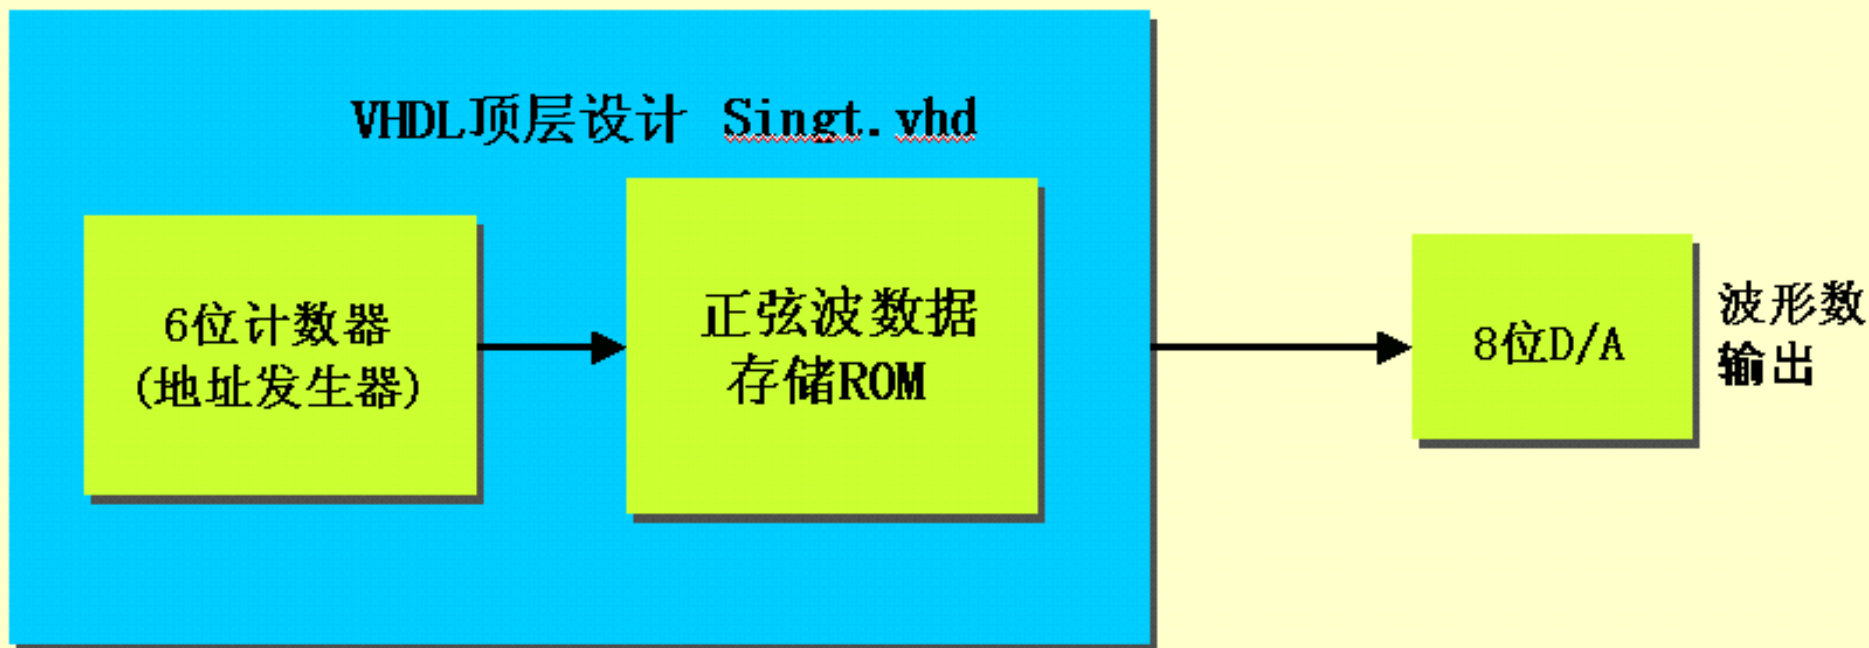 VHDL顶层设计 Singt.vhd
6位计数器
(地址发生器)
正弦波数据
存储ROM
8位D/A
波形数
输出